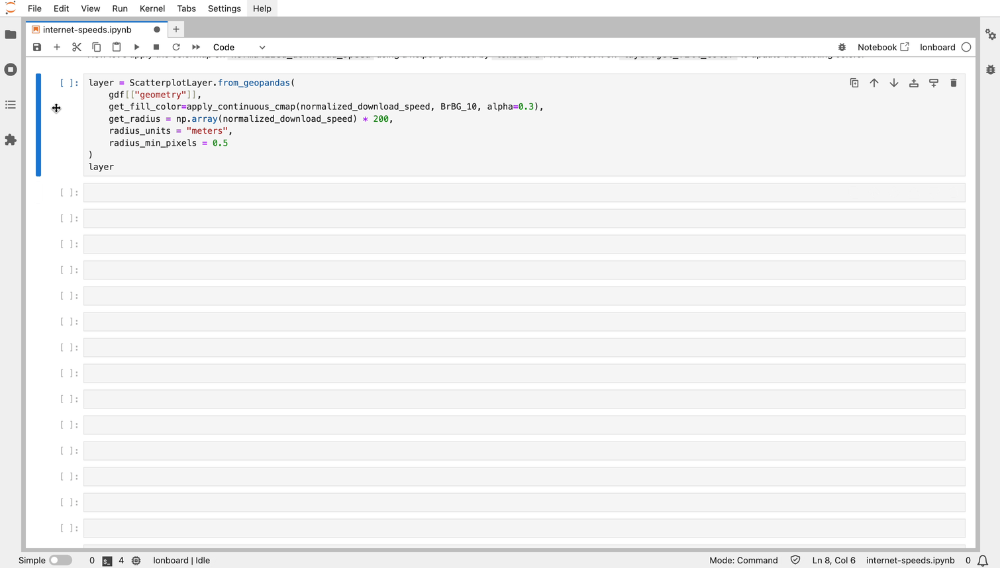 File Edit View Run Kernel Tabs Settings Help
internet-speeds.ipynb
Code
Notebook
lonboard
[ ]:
layer = ScatterplotLayer.from_geopandas(
    gdf[["geometry"]],
    get_fill_color=apply_continuous_cmap(normalized_download_speed, BrBG_10, alpha=0.3),
    get_radius = np.array(normalized_download_speed) * 200,
    radius_units = "meters",
    radius_min_pixels = 0.5
)
layer
[ ]:
[ ]:
[ ]:
[ ]:
[ ]:
[ ]:
[ ]:
[ ]:
[ ]:
[ ]:
[ ]:
[ ]:
[ ]:
[ ]:
Simple 0 $_ 4 lonboard | Idle Mode: Command Ln 8, Col 6 internet-speeds.ipynb 0